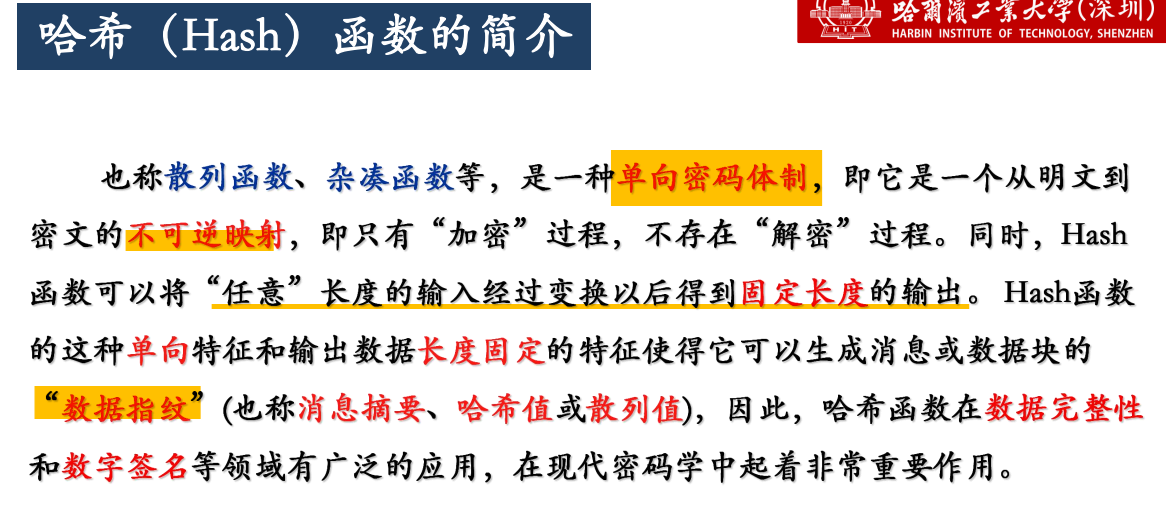 哈希（Hash）函数的简介
哈爾濱工業大學(深圳)
HARBIN INSTITUTE OF TECHNOLOGY, SHENZHEN
HIT
也称散列函数、杂凑函数等，是一种单向密码体制，即它是一个从明文到
密文的不可逆映射，即只有“加密”过程，不存在“解密”过程。同时，Hash
函数可以将“任意”长度的输入经过变换以后得到固定长度的输出。 Hash函数
的这种单向特征和输出数据长度固定的特征使得它可以生成消息或数据块的
“数据指纹”(也称消息摘要、哈希值或散列值)，因此，哈希函数在数据完整性
和数字签名等领域有广泛的应用，在现代密码学中起着非常重要作用。